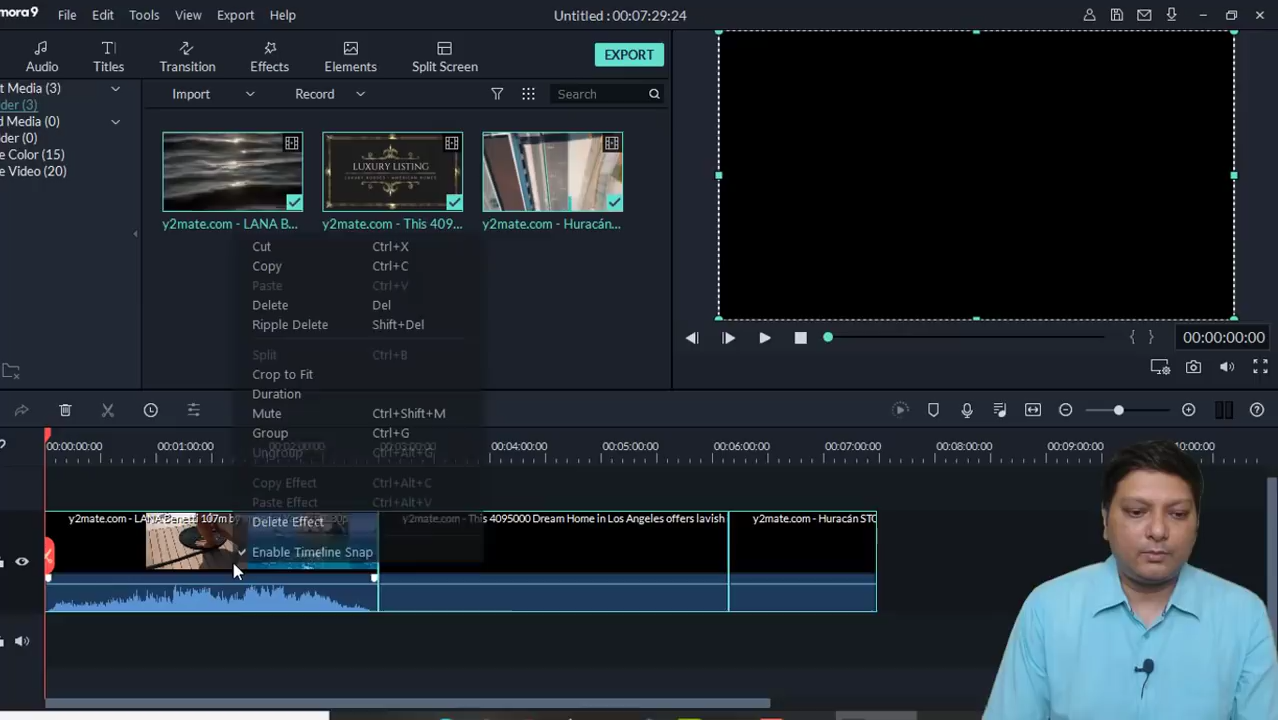 mora9 File Edit Tools View Export Help Untitled : 00:07:29:24
Audio Titles Transition Effects Elements Split Screen EXPORT
t Media (3)
der (3)
d Media (0)
lder (0)
e Color (15)
e Video (20)
Import Record Search
LUXURY LISTING
y2mate.com - LANA B... y2mate.com - This 409... y2mate.com - Huracán...
Cut Ctrl+X
Copy Ctrl+C
Paste Ctrl+V
Delete Del
Ripple Delete Shift+Del
Split Ctrl+B
Crop to Fit
Duration
Mute Ctrl+Shift+M
Group Ctrl+G
Ungroup Ctrl+Alt+G
Copy Effect Ctrl+Alt+C
Paste Effect Ctrl+Alt+V
Delete Effect
Enable Timeline Snap
{ } 00:00:00:00
00:00:00:00 00:01:00:00 00:04:00:00 00:05:00:00 00:06:00:00 00:07:00:00 00:08:00:00 00:09:00:00 :10:00:00
y2mate.com - LANA Benetti 107m by y2mate.com - This 4095000 Dream Home in Los Angeles offers lavish y2mate.com - Huracán STO